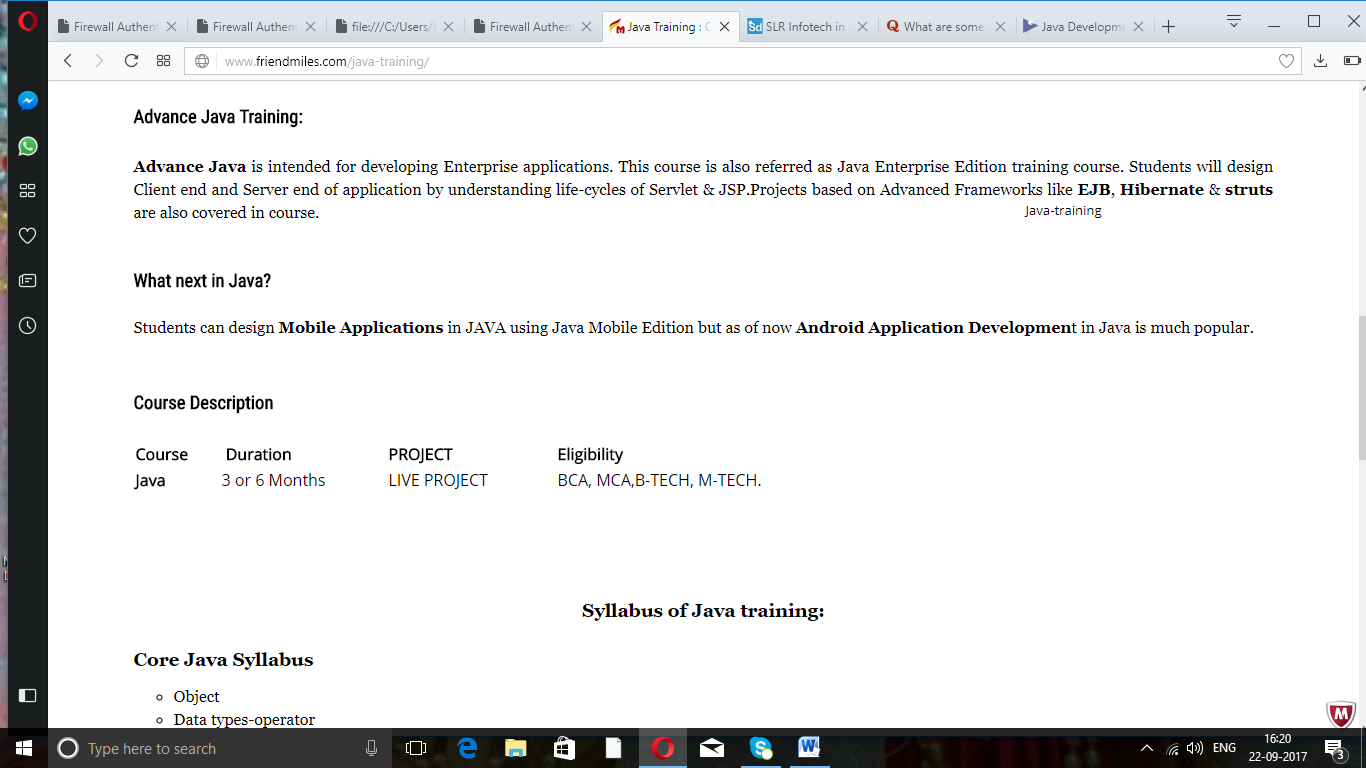 Firewall Authent
Firewall Authent
file:///C:/Users/
Firewall Authent
Java Training : C
SLR Infotech in
What are some
Java Developme
www.friendmiles.com/java-training/
Advance Java Training:
Advance Java is intended for developing Enterprise applications. This course is also referred as Java Enterprise Edition training course. Students will design
Client end and Server end of application by understanding life-cycles of Servlet & JSP.Projects based on Advanced Frameworks like EJB, Hibernate & struts
are also covered in course.
Java-training
What next in Java?
Students can design Mobile Applications in JAVA using Java Mobile Edition but as of now Android Application Development in Java is much popular.
Course Description
Course Duration PROJECT Eligibility
Java 3 or 6 Months LIVE PROJECT BCA, MCA,B-TECH, M-TECH.
Syllabus of Java training:
Core Java Syllabus
Object
Data types-operator
Type here to search
ENG
16:20
22-09-2017
3